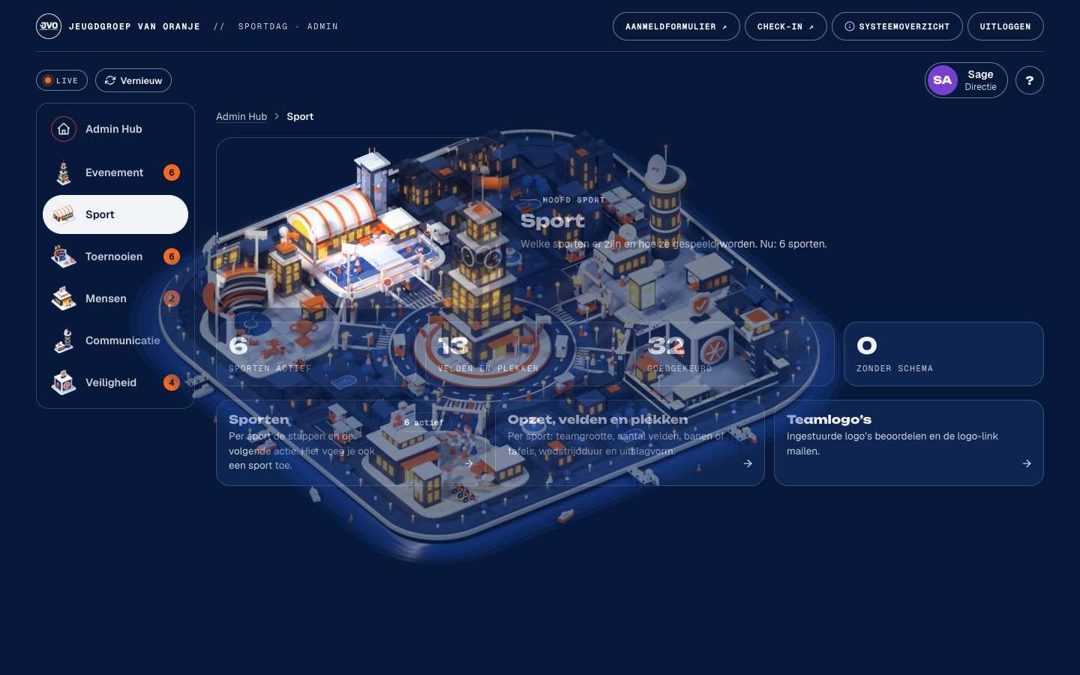 JVO JEUGDGROEP VAN ORANJE // SPORTDAG · ADMIN
AANMELDFORMULIER ↗
CHECK-IN ↗
SYSTEEMOVERZICHT
UITLOGGEN
LIVE
Vernieuw
SA
Sage
Directie
?
Admin Hub
Evenement 6
Sport
Toernooien 6
Mensen 2
Communicatie
Veiligheid 4
Admin Hub > Sport
HOOFD SPORT
Sport
Welke sporten er zijn en hoe ze gespeeld worden. Nu: 6 sporten.
6
SPORTEN ACTIEF
13
VELDEN EN PLEKKEN
32
GOEDGEKEURD
0
ZONDER SCHEMA
Sporten
6 actief
Per sport de stappen en de
volgende actie. Hier voeg je ook
een sport toe.
→
Opzet, velden en plekken
Per sport: teamgrootte, aantal velden, banen of
tafels, wedstrijdduur en uitslagvorm.
→
Teamlogo's
Ingestuurde logo's beoordelen en de logo-link
mailen.
→